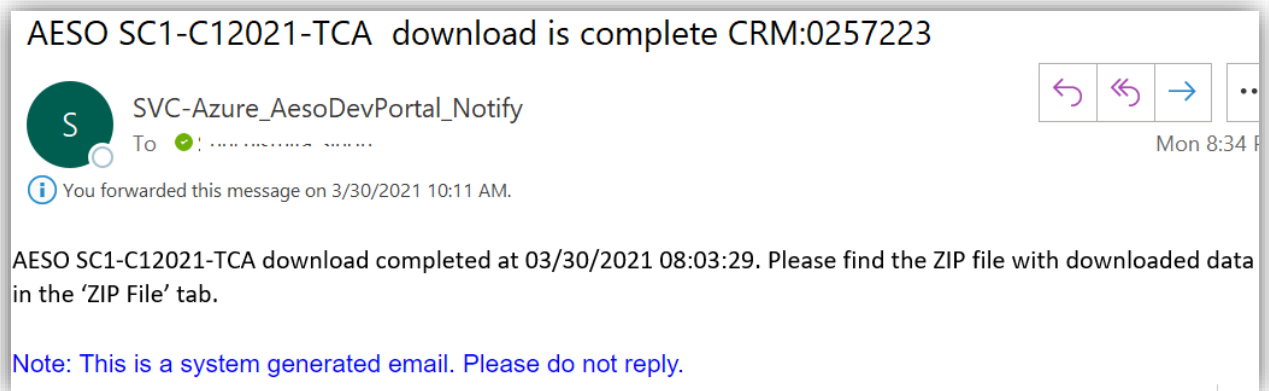 AESO SC1-C12021-TCA download is complete CRM:0257223
S
SVC-Azure_AesoDevPortal_Notify
To
Mon 8:34
You forwarded this message on 3/30/2021 10:11 AM.
AESO SC1-C12021-TCA download completed at 03/30/2021 08:03:29. Please find the ZIP file with downloaded data
in the ‘ZIP File’ tab.
Note: This is a system generated email. Please do not reply.